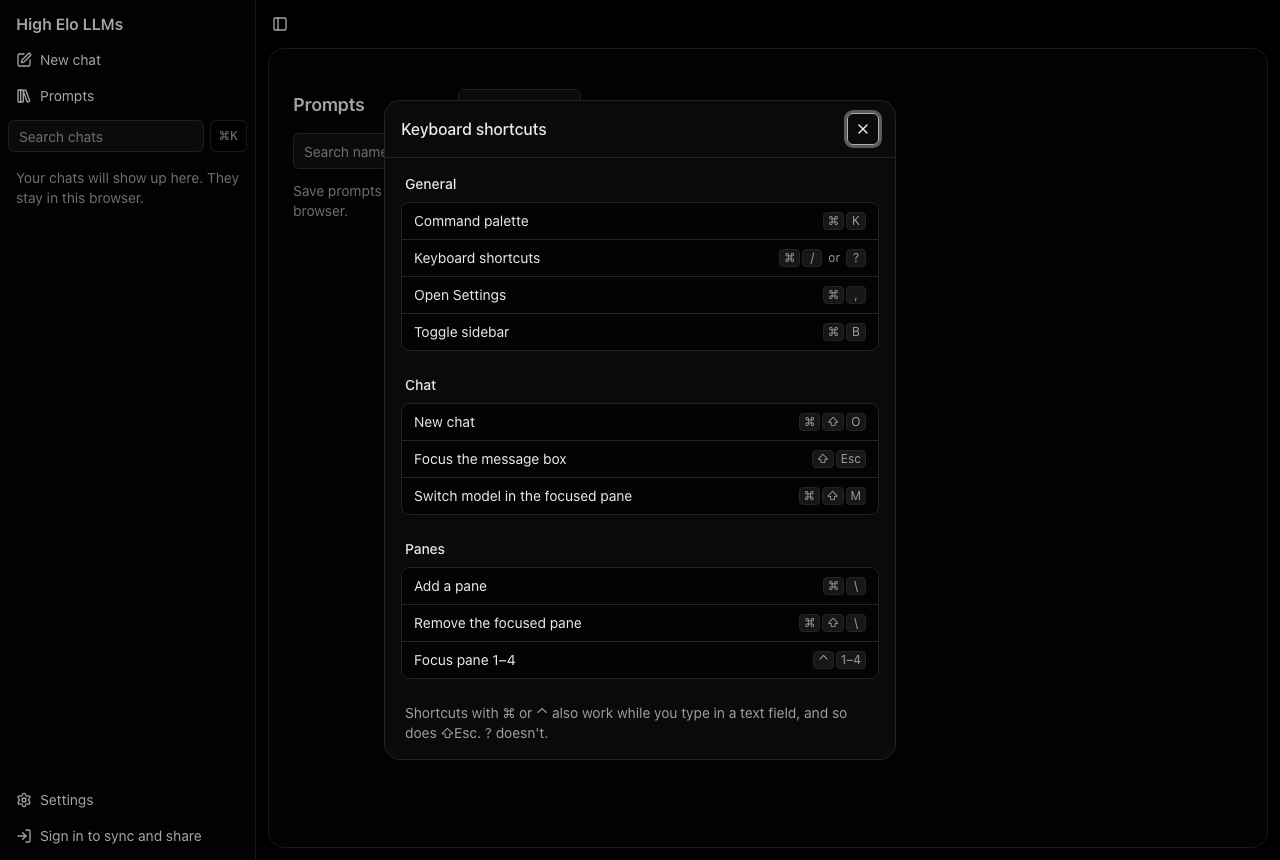 High Elo LLMs
New chat
Prompts
Search chats
⌘K
Your chats will show up here. They
stay in this browser.
Settings
Sign in to sync and share
Prompts
Search name
Save prompts
browser.
Keyboard shortcuts
General
Command palette ⌘ K
Keyboard shortcuts ⌘ / or ?
Open Settings ⌘ ,
Toggle sidebar ⌘ B
Chat
New chat ⌘ ⇧ O
Focus the message box ⇧ Esc
Switch model in the focused pane ⌘ ⇧ M
Panes
Add a pane ⌘ \
Remove the focused pane ⌘ ⇧ \
Focus pane 1–4 ^ 1–4
Shortcuts with ⌘ or ^ also work while you type in a text field, and so
does ⇧Esc. ? doesn't.